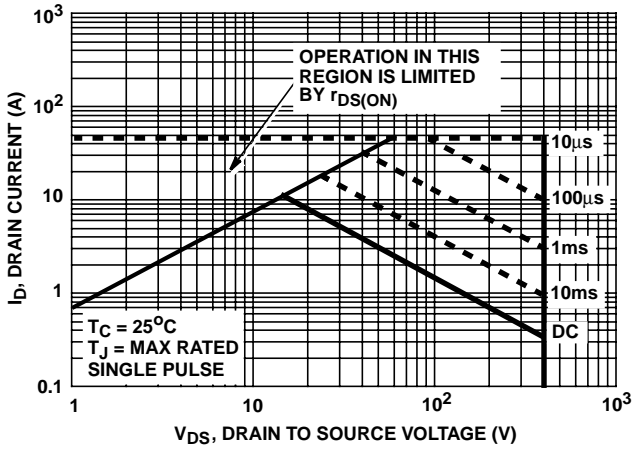 10³
OPERATION IN THIS
REGION IS LIMITED
BY rDS(ON)
10²
10µs
100µs
10
1ms
10ms
1
TC = 25°C
TJ = MAX RATED
SINGLE PULSE
DC
0.1
1
10
10²
10³
ID, DRAIN CURRENT (A)
VDS, DRAIN TO SOURCE VOLTAGE (V)